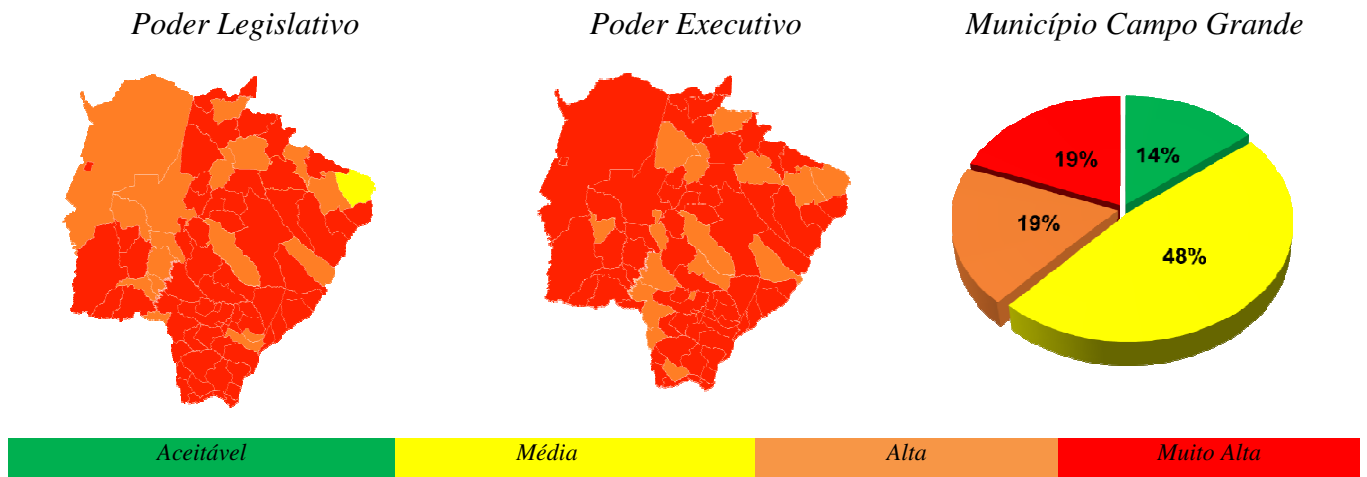 Poder Legislativo
Poder Executivo
Município Campo Grande
19%
14%
19%
48%
Aceitável
Média
Alta
Muito Alta